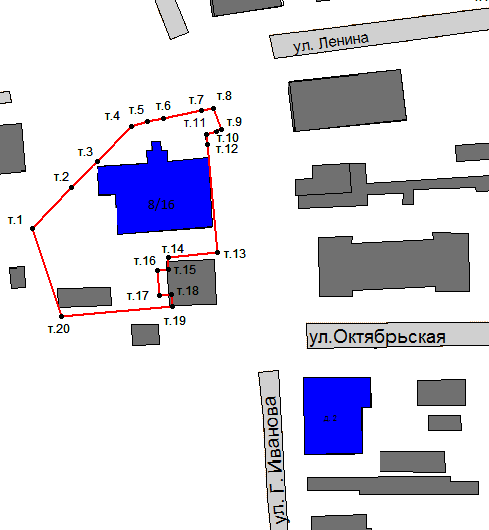 ул. Ленина
т.8
т.7
т.6
т.5
т.4
т.9
т.11
т.10
т.12
т.3
т.2
8/16
т.1
т.13
т.14
т.16
т.15
т.17
т.18
т.19
т.20
ул.Октябрьская
ул. Г. Иванова